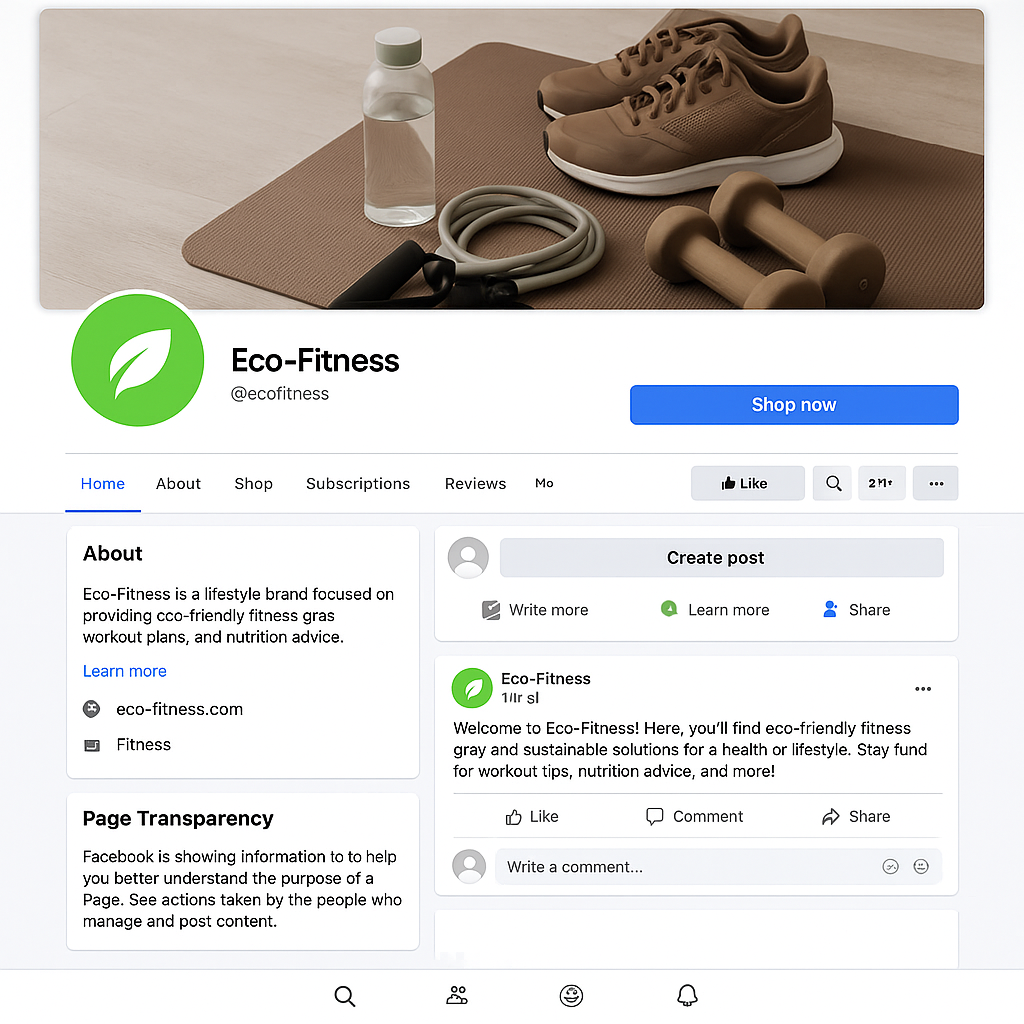 Eco-Fitness
@ecofitness
Shop now
Home
About
Shop
Subscriptions
Reviews
Mo
Like
About
Eco-Fitness is a lifestyle brand focused on
providing cco-friendly fitness gras
workout plans, and nutrition advice.
Learn more
eco-fitness.com
Fitness
Page Transparency
Facebook is showing information to to help
you better understand the purpose of a
Page. See actions taken by the people who
manage and post content.
Create post
Write more
Learn more
Share
Eco-Fitness
Welcome to Eco-Fitness! Here, you'll find eco-friendly fitness
gray and sustainable solutions for a health or lifestyle. Stay fund
for workout tips, nutrition advice, and more!
Like
Comment
Share
Write a comment...